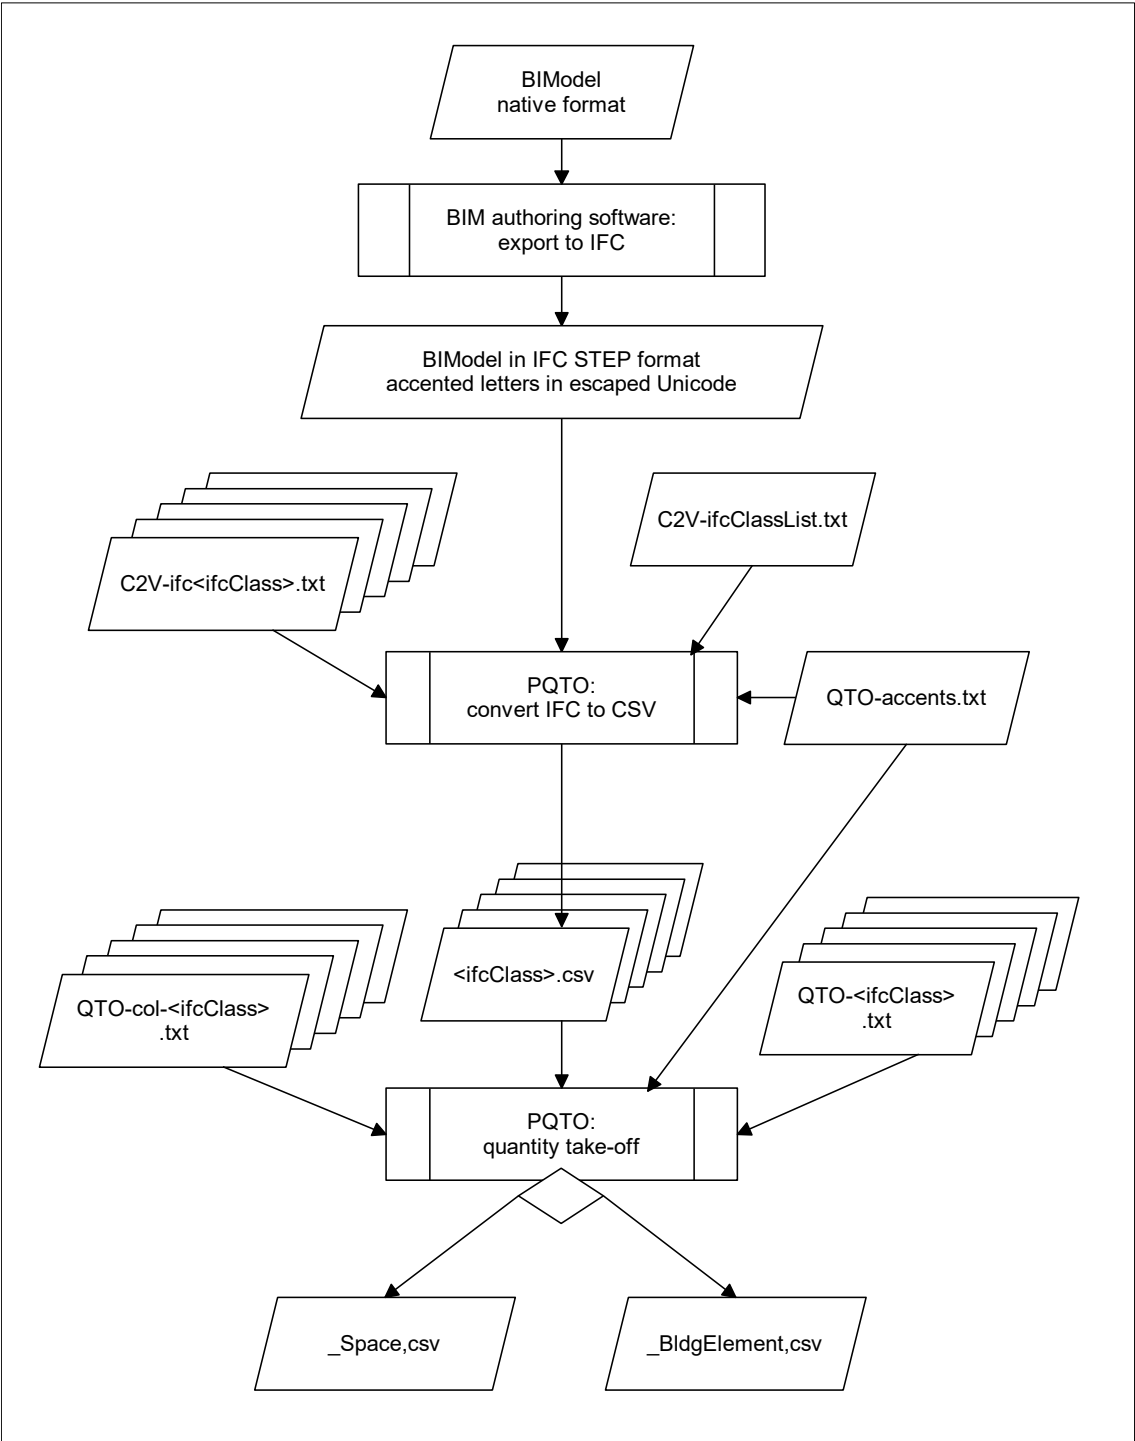 BIModel
native format
BIM authoring software:
export to IFC
BIModel in IFC STEP format
accented letters in escaped Unicode
C2V-ifcClassList.txt
C2V-ifc<ifcClass>.txt
PQTO:
convert IFC to CSV
QTO-accents.txt
<ifcClass>.csv
QTO-col-<ifcClass>
.txt
QTO-<ifcClass>
.txt
PQTO:
quantity take-off
_Space,csv
_BldgElement,csv